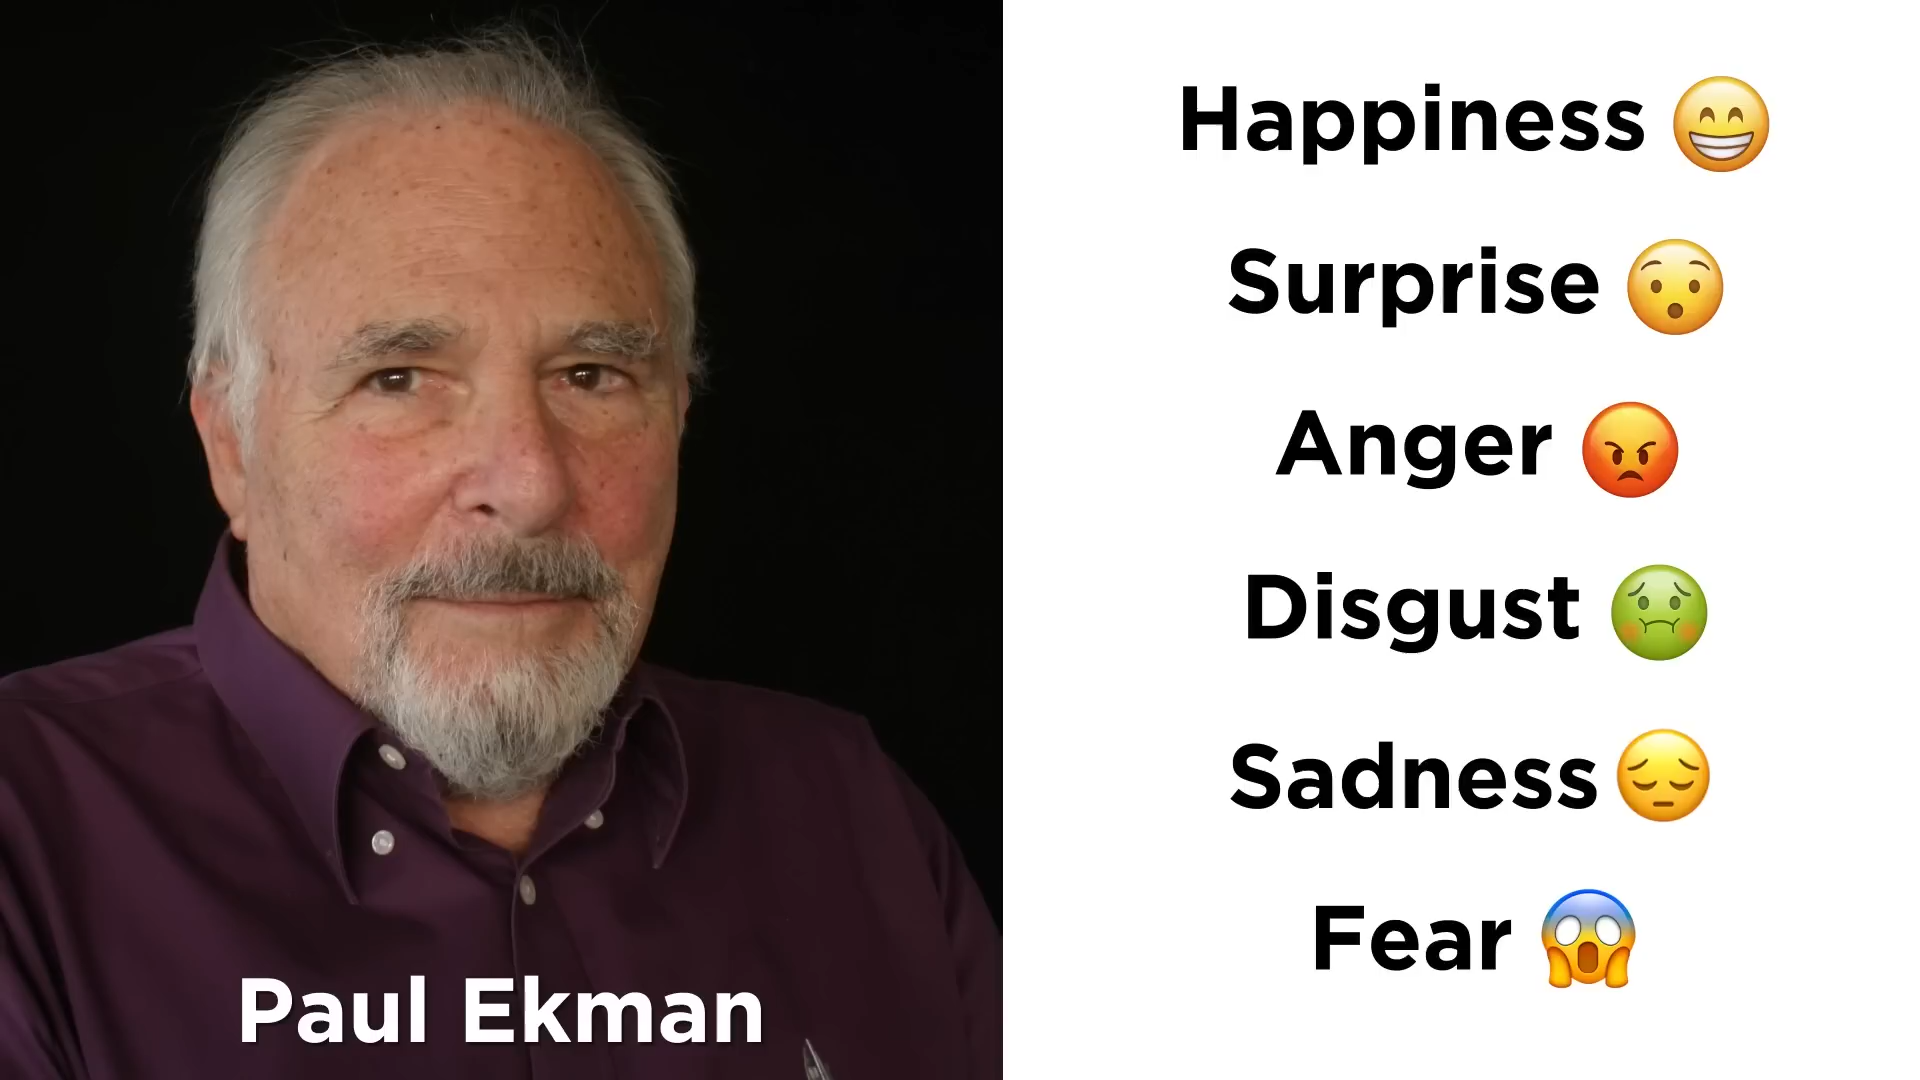 Happiness 😁
Surprise 😯
Anger 😡
Disgust 🤢
Sadness 😔
Fear 😱
Paul Ekman